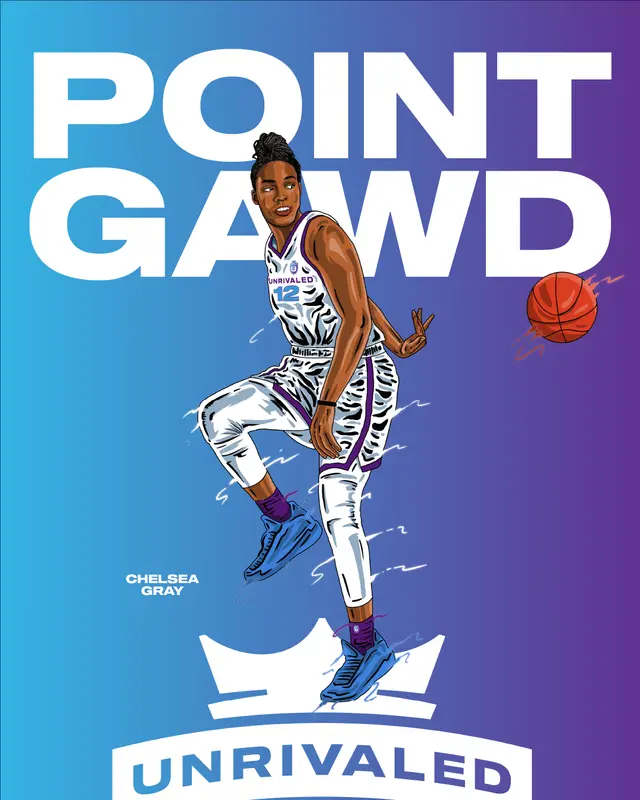 POINT
GAWD
UNRIVALED
12
CHELSEA
GRAY
UNRIVALED